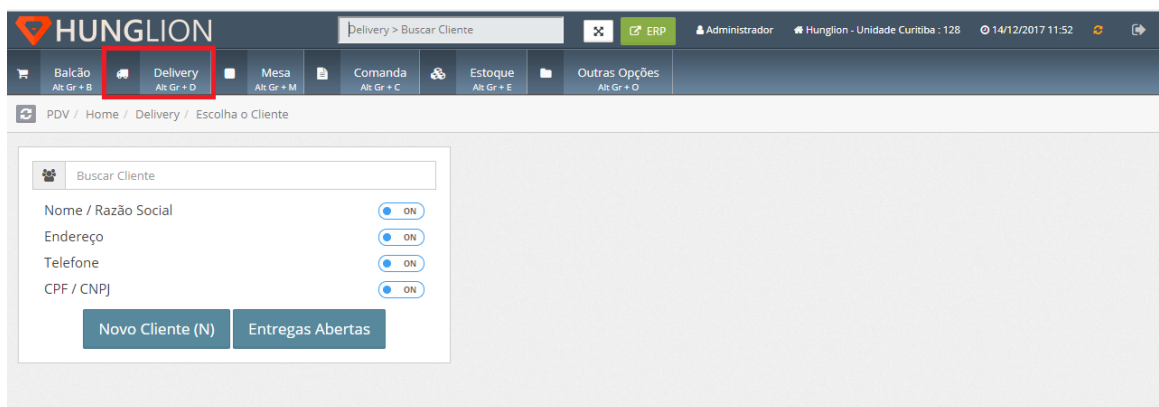 HUNGLION
Delivery > Buscar Cliente
ERP
Administrador
Hunglion - Unidade Curitiba : 128
14/12/2017 11:52
Balcão
Alt Gr + B
Delivery
Alt Gr + D
Mesa
Alt Gr + M
Comanda
Alt Gr + C
Estoque
Alt Gr + E
Outras Opções
Alt Gr + O
PDV / Home / Delivery / Escolha o Cliente
Buscar Cliente
Nome / Razão Social ON
Endereço ON
Telefone ON
CPF / CNPJ ON
Novo Cliente (N) Entregas Abertas